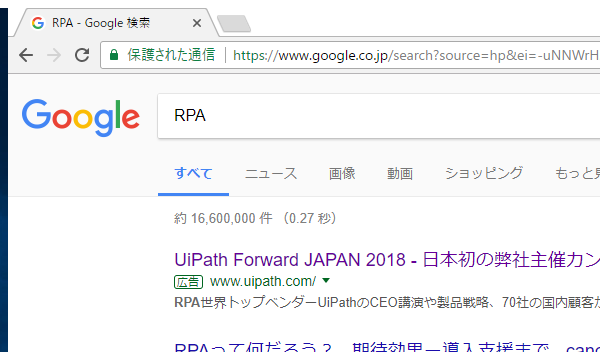 RPA - Google 検索
保護された通信 https://www.google.co.jp/search?source=hp&ei=-uNNWrH
Google
RPA
すべて ニュース 画像 動画 ショッピング もっと見
約 16,600,000 件 （0.27 秒）
UiPath Forward JAPAN 2018 - 日本初の弊社主催カン
広告 www.uipath.com/
RPA世界トップベンダーUiPathのCEO講演や製品戦略、70社の国内顧客が
RPAって何だろう？ 期待効果－導入支援まで